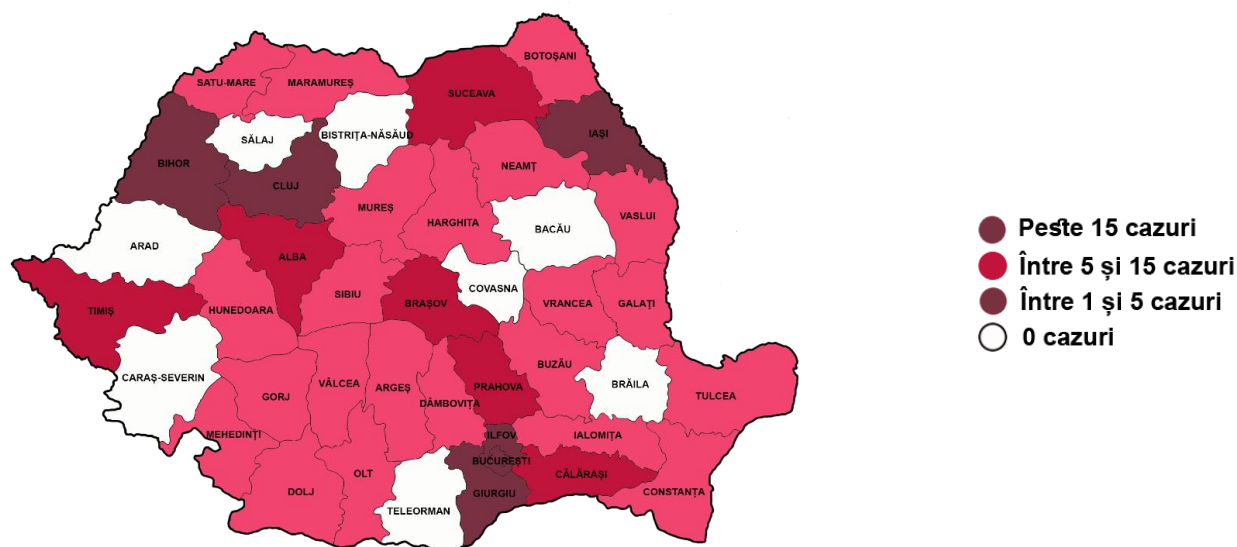 BOTOȘANI
SATU-MARE
MARAMUREȘ
SUCEAVA
IAȘI
SĂLAJ
BISTRIȚA-NĂSĂUD
BIHOR
CLUJ
NEAMȚ
MUREȘ
HARGHITA
VASLUI
BACĂU
ARAD
ALBA
COVASNA
SIBIU
BRAȘOV
VRANCEA
GALAȚI
TIMIȘ
HUNEDOARA
CARAȘ-SEVERIN
GORJ
VÂLCEA
ARGEȘ
PRAHOVA
BUZĂU
BRĂILA
TULCEA
DÂMBOVIȚA
MEHEDINȚI
ILFOV
IALOMIȚA
BUCUREȘTI
OLT
CĂLĂRAȘI
DOLJ
GIURGIU
CONSTANȚA
TELEORMAN
Peste 15 cazuri
Între 5 și 15 cazuri
Între 1 și 5 cazuri
0 cazuri